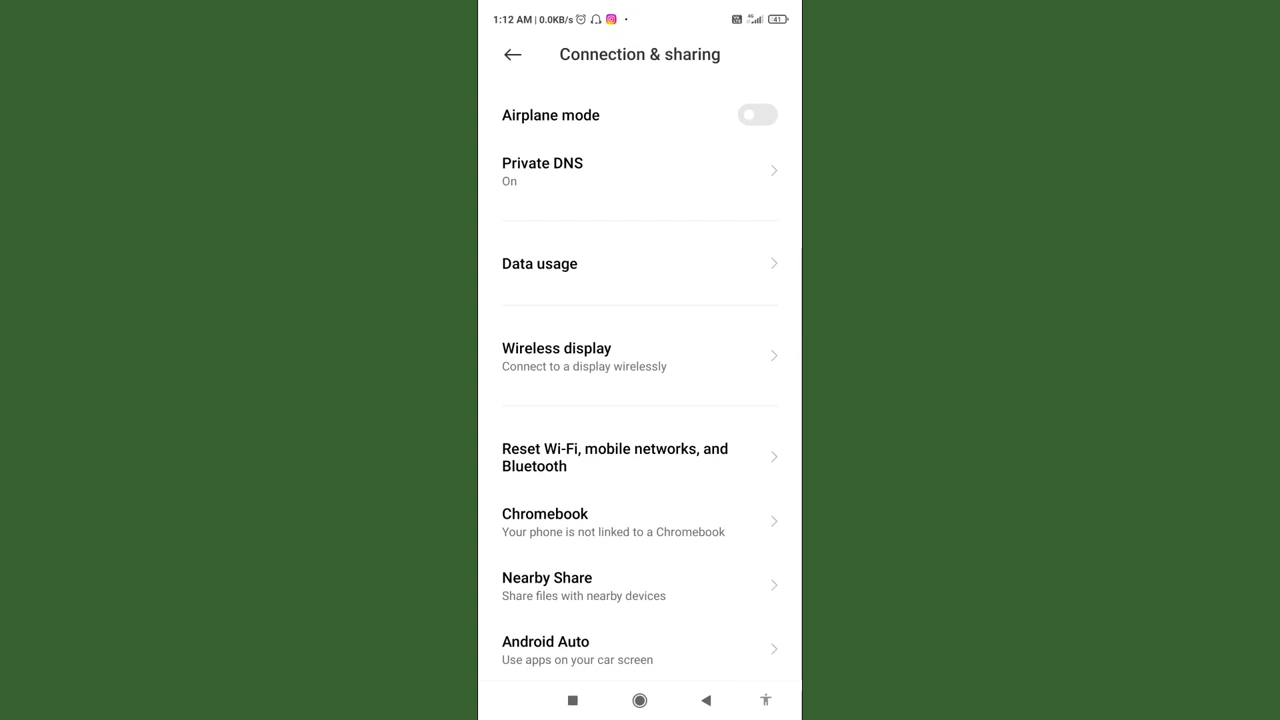 1:12 AM | 0.0KB/s 4G 41
Connection & sharing
Airplane mode
Private DNS
On
Data usage
Wireless display
Connect to a display wirelessly
Reset Wi-Fi, mobile networks, and
Bluetooth
Chromebook
Your phone is not linked to a Chromebook
Nearby Share
Share files with nearby devices
Android Auto
Use apps on your car screen